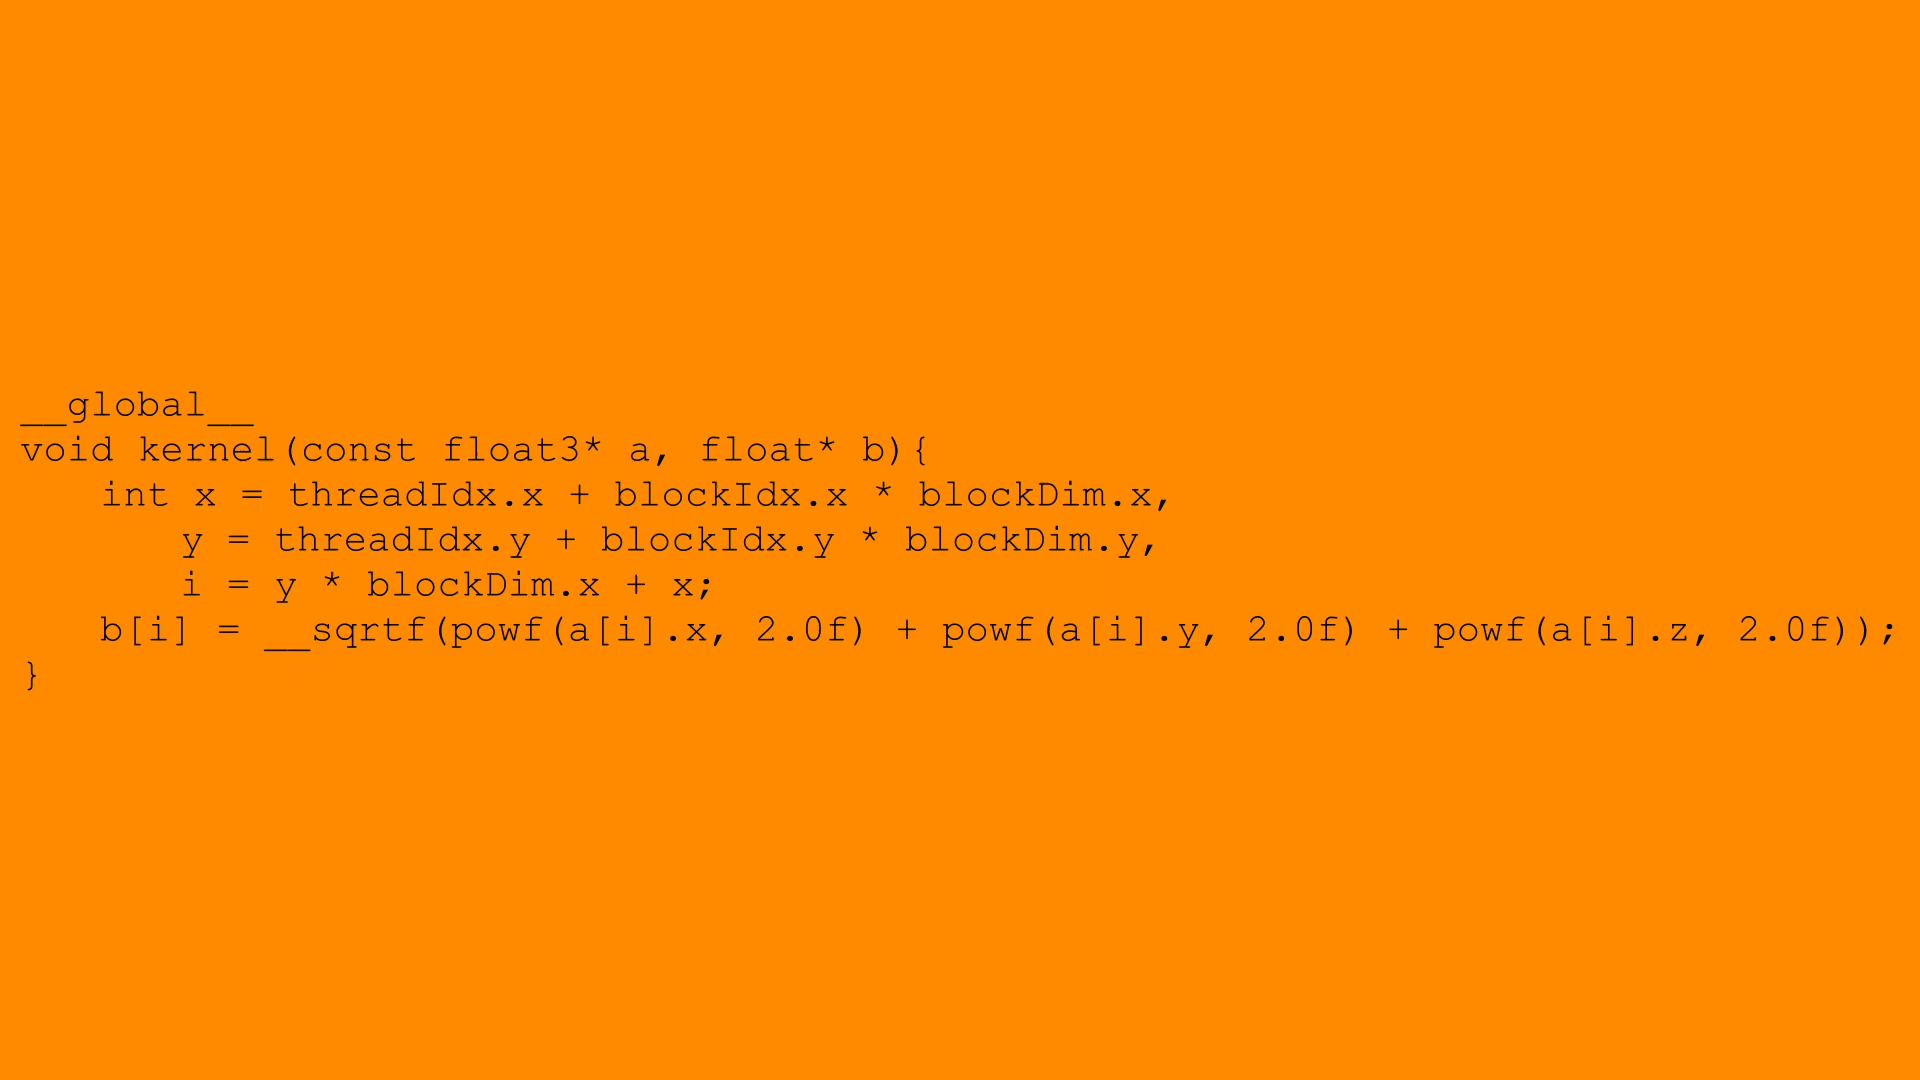 __global__
void kernel(const float3* a, float* b){
    int x = threadIdx.x + blockIdx.x * blockDim.x,
        y = threadIdx.y + blockIdx.y * blockDim.y,
        i = y * blockDim.x + x;
    b[i] = __sqrtf(powf(a[i].x, 2.0f) + powf(a[i].y, 2.0f) + powf(a[i].z, 2.0f));
}